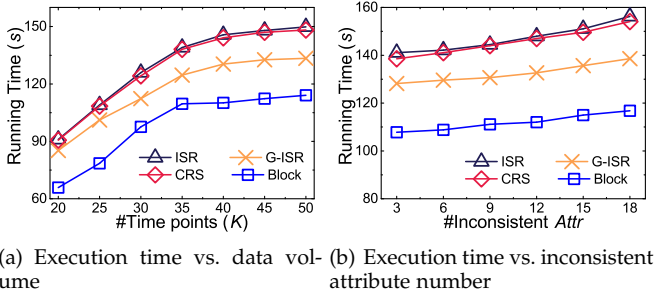 150
120
90
60
Running Time (s)
ISR
G-ISR
CRS
Block
20 25 30 35 40 45 50
#Time points (K)
160
140
120
100
80
Running Time (s)
ISR
G-ISR
CRS
Block
3 6 9 12 15 18
#Inconsistent Attr
(a) Execution time vs. data vol-
ume
(b) Execution time vs. inconsistent
attribute number